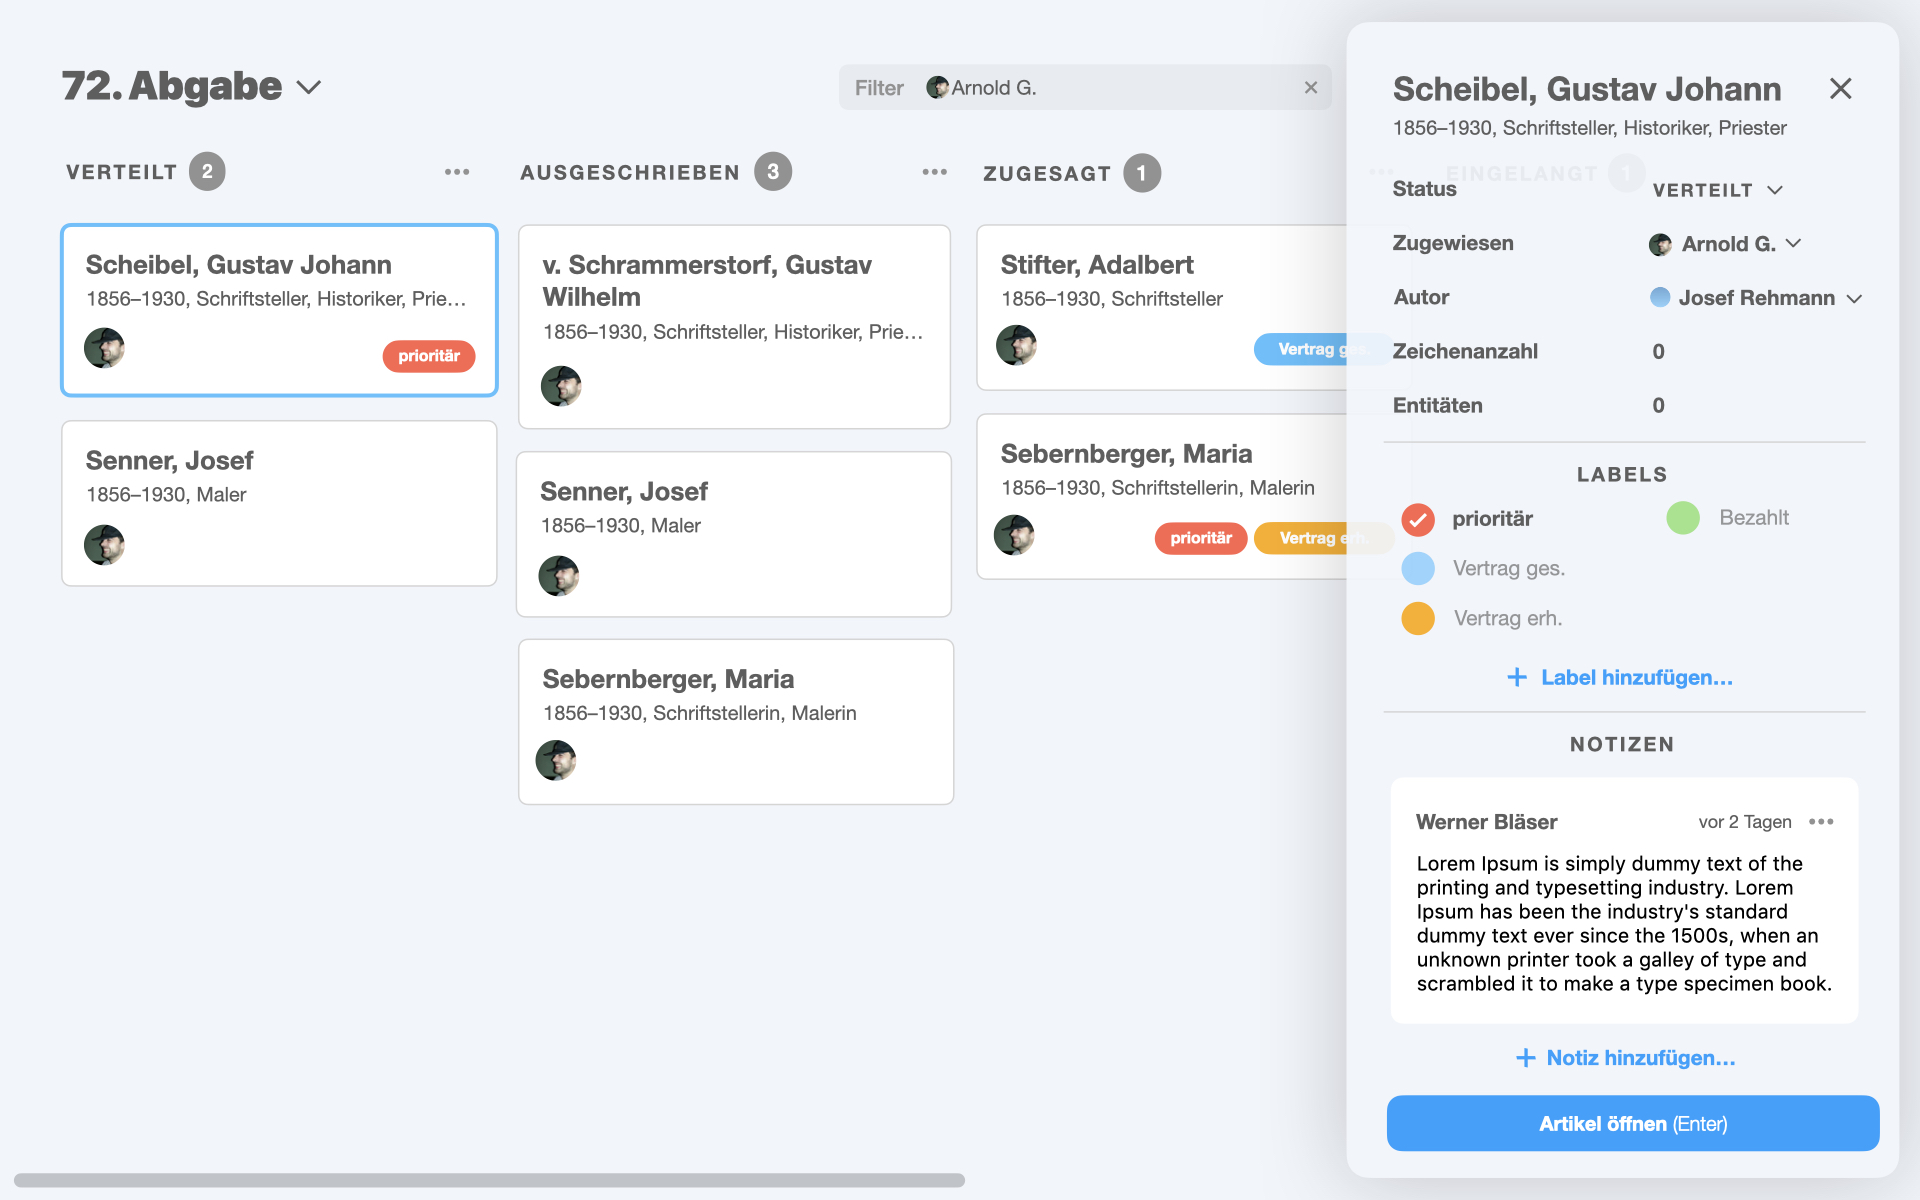 72. Abgabe
Filter Arnold G.
VERTEILT 2
Scheibel, Gustav Johann
1856–1930, Schriftsteller, Historiker, Prie...
prioritär
Senner, Josef
1856–1930, Maler
AUSGESCHRIEBEN 3
v. Schrammerstorf, Gustav
Wilhelm
1856–1930, Schriftsteller, Historiker, Prie...
Senner, Josef
1856–1930, Maler
Sebernberger, Maria
1856–1930, Schriftstellerin, Malerin
ZUGESAGT 1
Stifter, Adalbert
1856–1930, Schriftsteller
Vertrag ges.
Sebernberger, Maria
1856–1930, Schriftstellerin, Malerin
prioritär Vertrag erh.
EINGELANGT 1
Scheibel, Gustav Johann
1856–1930, Schriftsteller, Historiker, Priester
Status VERTEILT
Zugewiesen Arnold G.
Autor Josef Rehmann
Zeichenanzahl 0
Entitäten 0
LABELS
prioritär Bezahlt
Vertrag ges.
Vertrag erh.
+ Label hinzufügen...
NOTIZEN
Werner Bläser vor 2 Tagen
Lorem Ipsum is simply dummy text of the
printing and typesetting industry. Lorem
Ipsum has been the industry's standard
dummy text ever since the 1500s, when an
unknown printer took a galley of type and
scrambled it to make a type specimen book.
+ Notiz hinzufügen...
Artikel öffnen (Enter)